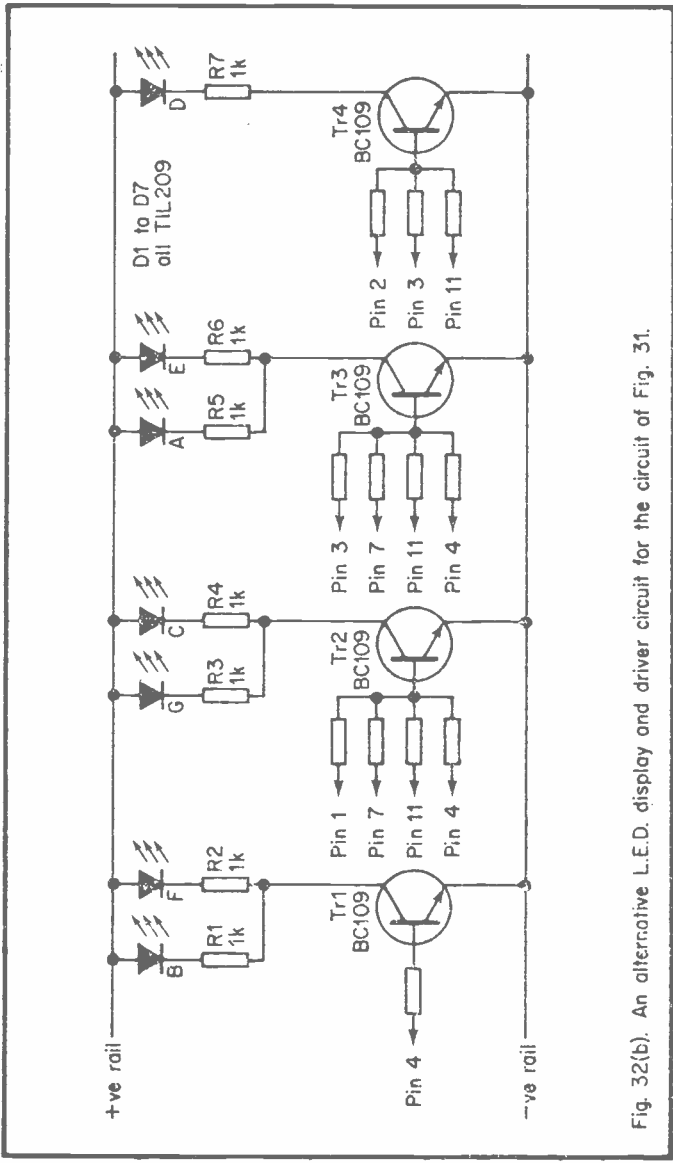 +ve rail
D1 to D7
all TIL209
B
F
G
C
A
E
D
R1
1k
R2
1k
R3
1k
R4
1k
R5
1k
R6
1k
R7
1k
Tr1
BC109
Tr2
BC109
Tr3
BC109
Tr4
BC109
Pin 4
Pin 1
Pin 7
Pin 11
Pin 4
Pin 3
Pin 7
Pin 11
Pin 4
Pin 2
Pin 3
Pin 11
-ve rail
Fig. 32(b). An alternative L.E.D. display and driver circuit for the circuit of Fig. 31.